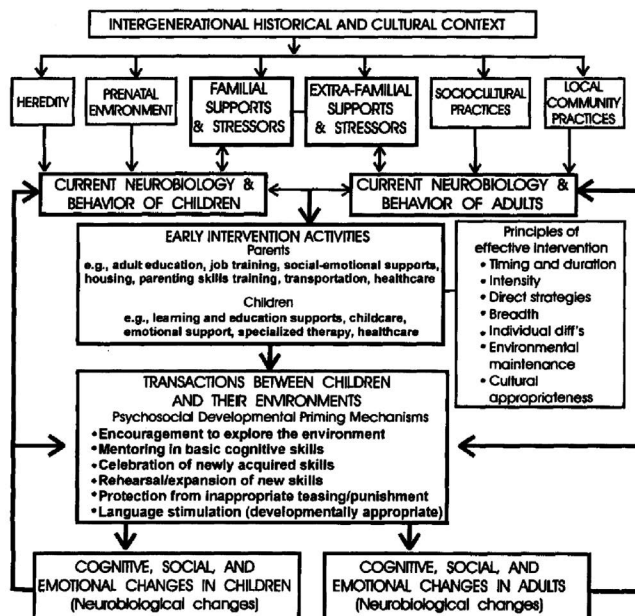 INTERGENERATIONAL HISTORICAL AND CULTURAL CONTEXT
HEREDITY
PRENATAL
ENVIRONMENT
FAMILIAL
SUPPORTS
& STRESSORS
EXTRA-FAMILIAL
SUPPORTS
& STRESSORS
SOCIOCULTURAL
PRACTICES
LOCAL
COMMUNITY
PRACTICES
CURRENT NEUROBIOLOGY &
BEHAVIOR OF CHILDREN
CURRENT NEUROBIOLOGY &
BEHAVIOR OF ADULTS
EARLY INTERVENTION ACTIVITIES
Parents
e.g., adult education, job training, social-emotional supports,
housing, parenting skills training, transportation, healthcare
Children
e.g., learning and education supports, childcare,
emotional support, specialized therapy, healthcare
Principles of
effective intervention
• Timing and duration
• Intensity
• Direct strategies
• Breadth
• Individual diff's
• Environmental
maintenance
• Cultural
appropriateness
TRANSACTIONS BETWEEN CHILDREN
AND THEIR ENVIRONMENTS
Psychosocial Developmental Priming Mechanisms
• Encouragement to explore the environment
• Mentoring in basic cognitive skills
• Celebration of newly acquired skills
• Rehearsal/expansion of new skills
• Protection from inappropriate teasing/punishment
• Language stimulation (developmentally appropriate)
COGNITIVE, SOCIAL, AND
EMOTIONAL CHANGES IN CHILDREN
(Neurobiological changes)
COGNITIVE, SOCIAL, AND
EMOTIONAL CHANGES IN ADULTS
(Neurobiological changes)